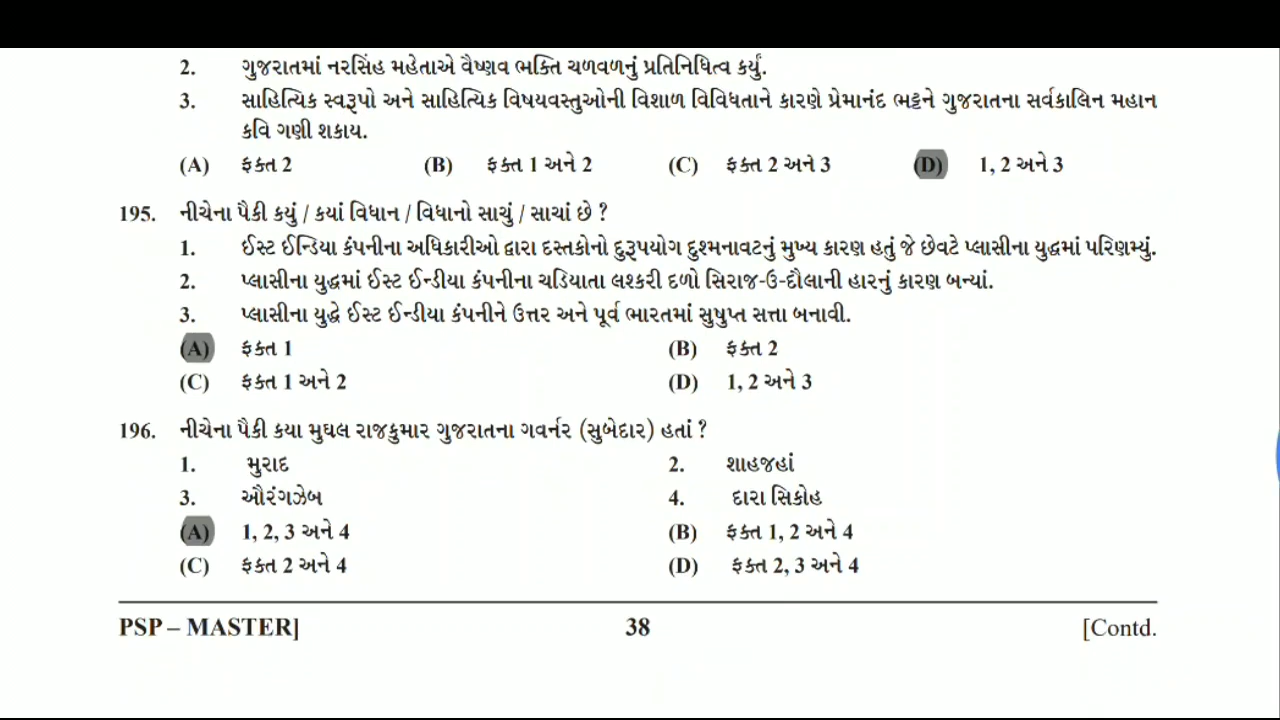 2. ગુજરાતમાં નરસિંહ મહેતાએ વૈષ્ણવ ભક્તિ ચળવળનું પ્રતિનિધિત્વ કર્યું.
3. સાહિત્યિક સ્વરૂપો અને સાહિત્યિક વિષયવસ્તુઓની વિશાળ વિવિધતાને કારણે પ્રેમાનંદ ભટ્ટને ગુજરાતના સર્વકાલિન મહાન
કવિ ગણી શકાય.
(A) ફક્ત 2 (B) ફક્ત 1 અને 2 (C) ફક્ત 2 અને 3 (D) 1, 2 અને 3
195. નીચેના પૈકી કયું / કયાં વિધાન / વિધાનો સાચું / સાચાં છે ?
1. ઈસ્ટ ઈન્ડિયા કંપનીના અધિકારીઓ દ્વારા દસ્તકોનો દુરૂપયોગ દુશ્મનાવટનું મુખ્ય કારણ હતું જે છેવટે પ્લાસીના યુદ્ધમાં પરિણમ્યું.
2. પ્લાસીના યુદ્ધમાં ઈસ્ટ ઈન્ડીયા કંપનીના ચડિયાતા લશ્કરી દળો સિરાજ-ઉ-દૌલાની હારનું કારણ બન્યાં.
3. પ્લાસીના યુદ્ધે ઈસ્ટ ઈન્ડીયા કંપનીને ઉત્તર અને પૂર્વ ભારતમાં સુષુપ્ત સત્તા બનાવી.
(A) ફક્ત 1 (B) ફક્ત 2
(C) ફક્ત 1 અને 2 (D) 1, 2 અને 3
196. નીચેના પૈકી કયા મુઘલ રાજકુમાર ગુજરાતના ગવર્નર (સુબેદાર) હતાં ?
1. મુરાદ 2. શાહજહાં
3. ઔરંગઝેબ 4. દારા સિકોહ
(A) 1, 2, 3 અને 4 (B) ફક્ત 1, 2 અને 4
(C) ફક્ત 2 અને 4 (D) ફક્ત 2, 3 અને 4
PSP – MASTER] 38 [Contd.